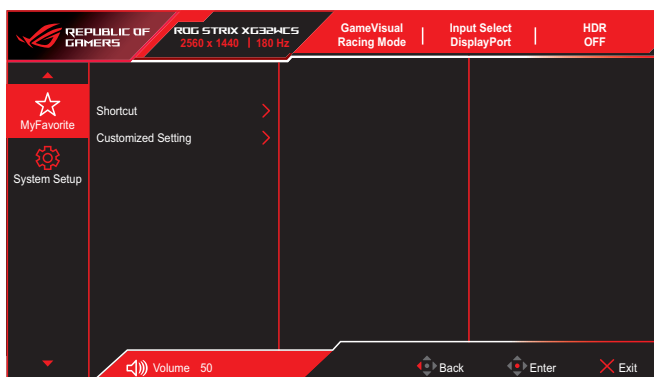 REPUBLIC OF
GAMERS
ROG STRIX XG32WCS
2560 x 1440 | 180 Hz
GameVisual
Racing Mode
Input Select
DisplayPort
HDR
OFF
MyFavorite
System Setup
Shortcut
Customized Setting
Volume 50
Back
Enter
Exit